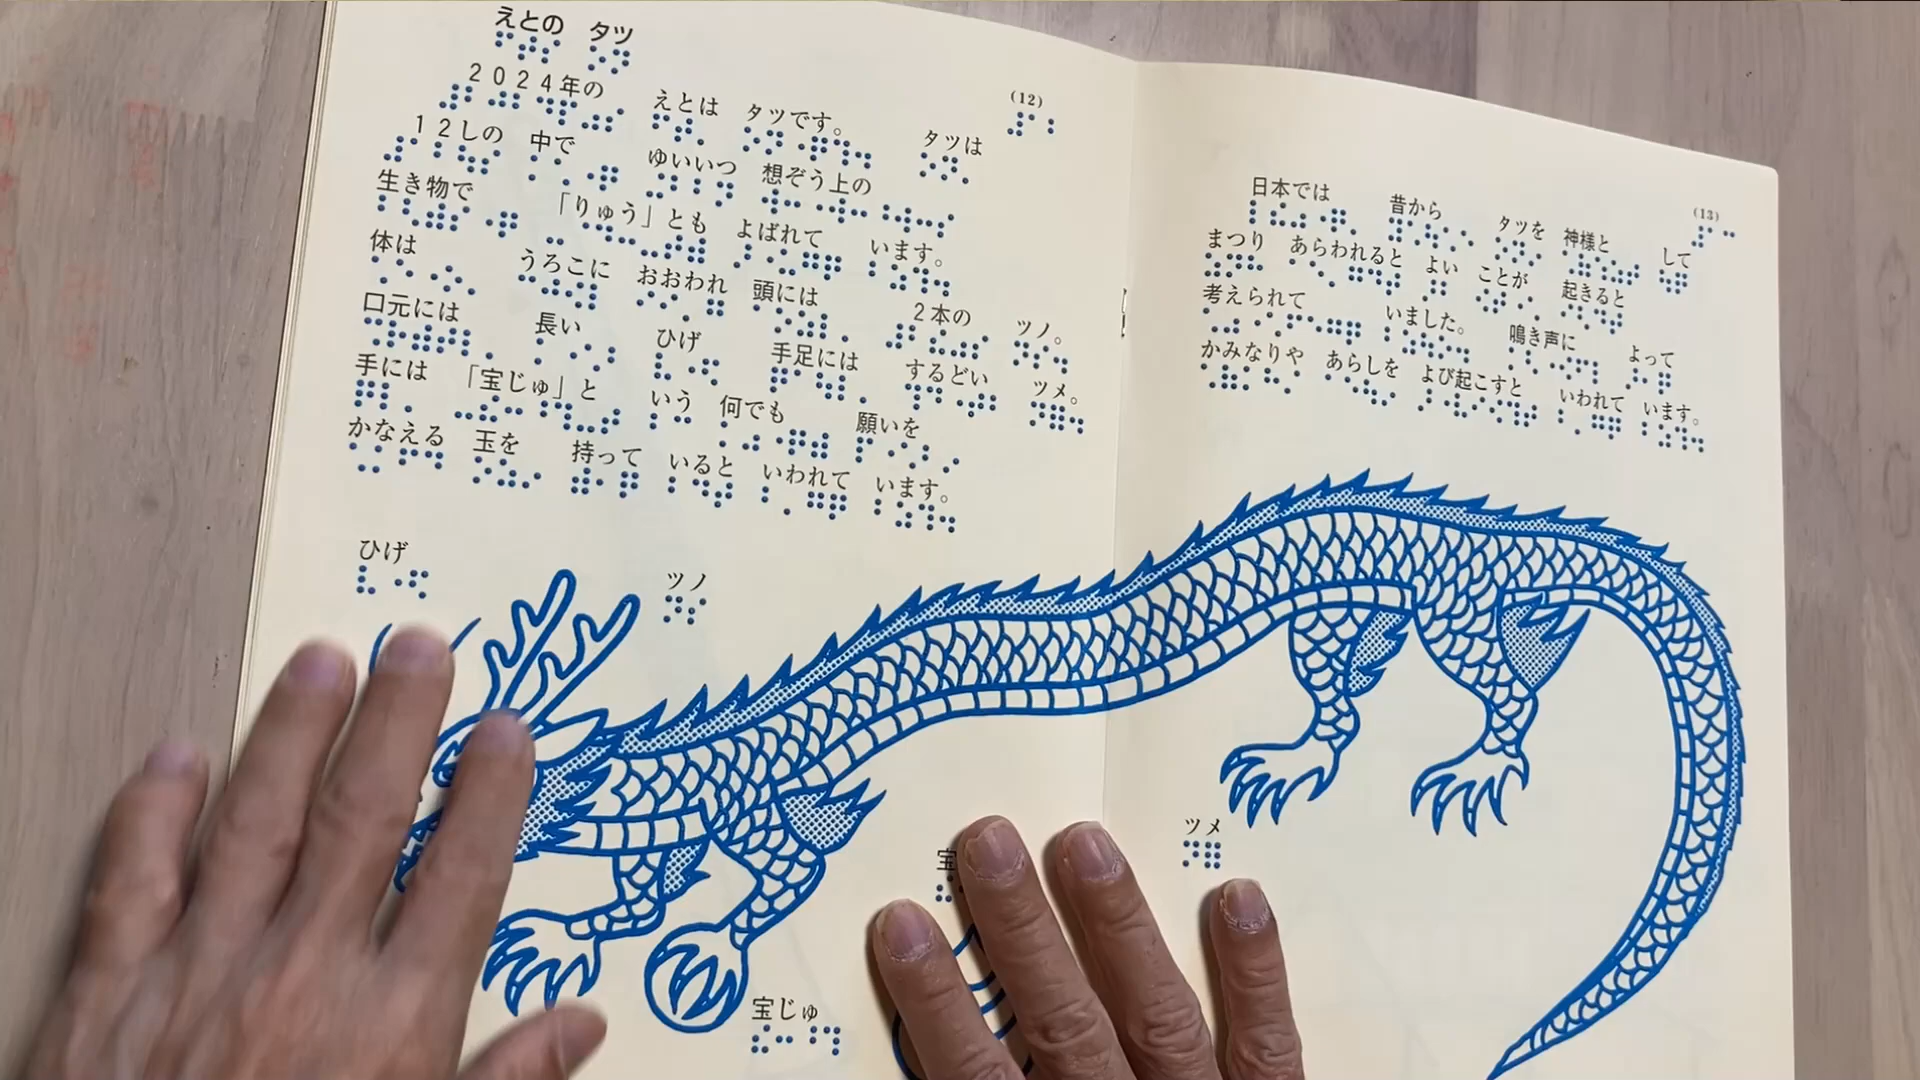 えとの タツ
(12)
2024年の えとは タツです。 タツは
12しの 中で ゆいいつ 想ぞう上の
生き物で 「りゅう」とも よばれて います。
体は うろこに おおわれ 頭には 2本の ツノ。
口元には 長い ひげ 手足には するどい ツメ。
手には 「宝じゅ」と いう 何でも 願いを
かなえる 玉を 持って いると いわれて います。
ひげ
ツノ
宝
宝じゅ
(13)
日本では 昔から タツを 神様と して
まつり あらわれると よい ことが 起きると
考えられて いました。 鳴き声に よって
かみなりや あらしを よび起こすと いわれて います。
ツメ